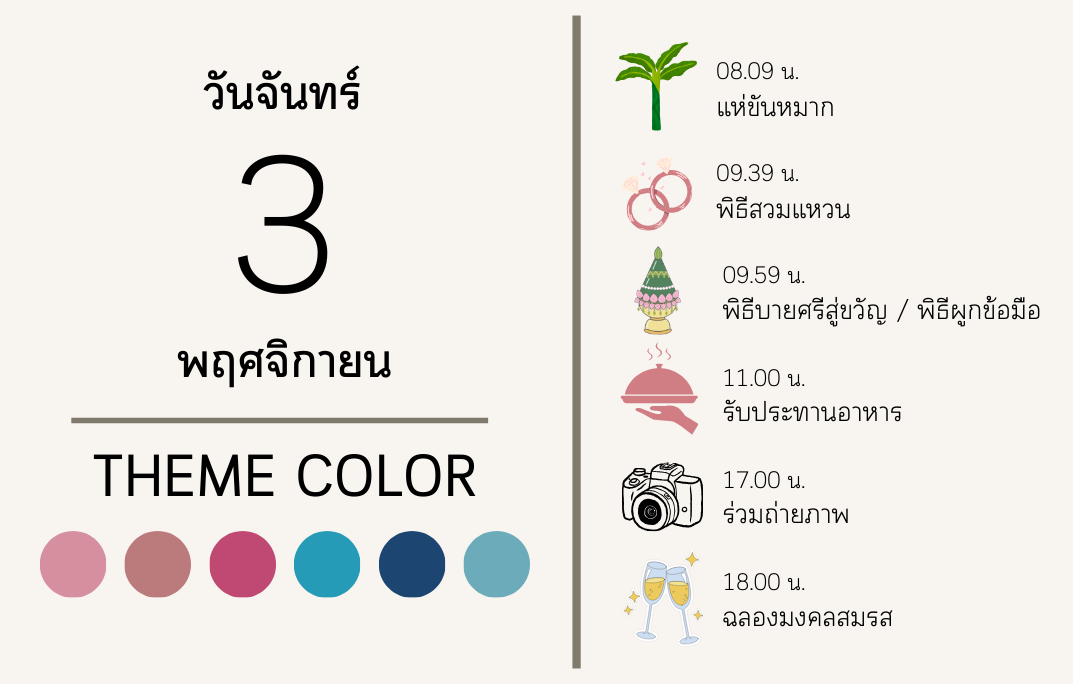 วันจันทร์
3
พฤศจิกายน
THEME COLOR
08.09 น.
แห่ขันหมาก
09.39 น.
พิธีสวมแหวน
09.59 น.
พิธีบายศรีสู่ขวัญ / พิธีผูกข้อมือ
11.00 น.
รับประทานอาหาร
17.00 น.
ร่วมถ่ายภาพ
18.00 น.
ฉลองมงคลสมรส